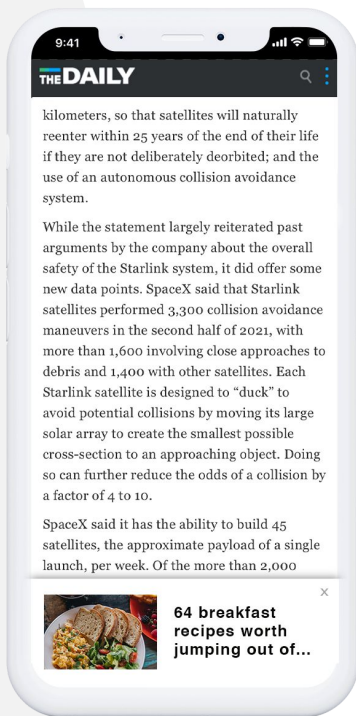 9:41
THE DAILY
kilometers, so that satellites will naturally
reenter within 25 years of the end of their life
if they are not deliberately deorbited; and the
use of an autonomous collision avoidance
system.
While the statement largely reiterated past
arguments by the company about the overall
safety of the Starlink system, it did offer some
new data points. SpaceX said that Starlink
satellites performed 3,300 collision avoidance
maneuvers in the second half of 2021, with
more than 1,600 involving close approaches to
debris and 1,400 with other satellites. Each
Starlink satellite is designed to “duck” to
avoid potential collisions by moving its large
solar array to create the smallest possible
cross-section to an approaching object. Doing
so can further reduce the odds of a collision by
a factor of 4 to 10.
SpaceX said it has the ability to build 45
satellites, the approximate payload of a single
launch, per week. Of the more than 2,000
x
64 breakfast
recipes worth
jumping out of...